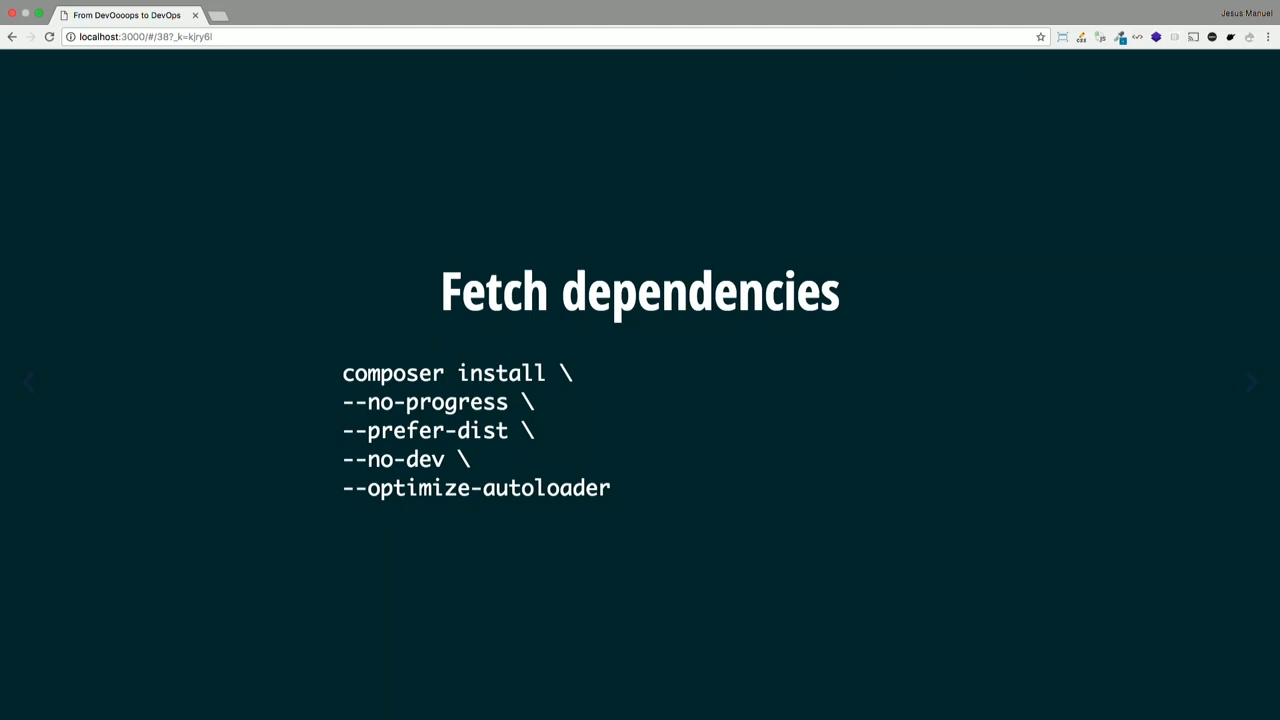 From DevOoops to DevOps
Jesus Manuel
localhost:3000/#/38?_k=kjry6l
Fetch dependencies
composer install \
--no-progress \
--prefer-dist \
--no-dev \
--optimize-autoloader